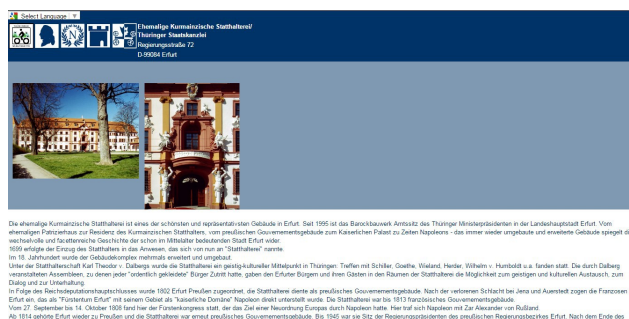 Select Language ▼
Ehemalige Kurmainzische Statthalterei/
Thüringer Staatskanzlei
Regierungsstraße 72
D-99084 Erfurt
Die ehemalige Kurmainzische Statthalterei ist eines der schönsten und repräsentativsten Gebäude in Erfurt. Seit 1995 ist das Barockbauwerk Amtssitz des Thüringer Ministerpräsidenten in der Landeshauptstadt Erfurt. Vom
ehemaligen Patrizierhaus zur Residenz des Kurmainzischen Statthalters, vom preußischen Gouvernementsgebäude zum Kaiserlichen Palast zu Zeiten Napoleons - das immer wieder umgebaute und erweiterte Gebäude spiegelt di
wechselvolle und facettenreiche Geschichte der schon im Mittelalter bedeutenden Stadt Erfurt wider.
1699 erfolgte der Einzug des Statthalters in das Anwesen, das sich von nun an "Statthalterei" nannte.
Im 18. Jahrhundert wurde der Gebäudekomplex mehrmals erweitert und umgebaut.
Unter der Statthalterschaft Karl Theodor v. Dalbergs wurde die Statthalterei ein geistig-kultureller Mittelpunkt in Thüringen: Treffen mit Schiller, Goethe, Wieland, Herder, Wilhelm v. Humboldt u.a. fanden statt. Die durch Dalberg
veranstalteten Assembleen, zu denen jeder "ordentlich gekleidete" Bürger Zutritt hatte, gaben den Erfurter Bürgern und ihren Gästen in den Räumen der Statthalterei die Möglichkeit zum geistigen und kulturellen Austausch, zum
Dialog und zur Unterhaltung.
In Folge des Reichsdeputationshauptschlusses wurde 1802 Erfurt Preußen zugeordnet, die Statthalterei diente als preußisches Gouvernementsgebäude. Nach der verlorenen Schlacht bei Jena und Auerstedt zogen die Franzosen
Erfurt ein, das als "Fürstentum Erfurt" mit seinem Gebiet als "kaiserliche Domäne" Napoleon direkt unterstellt wurde. Die Statthalterei war bis 1813 französisches Gouvernementsgebäude.
Vom 27. September bis 14. Oktober 1808 fand hier der Fürstenkongress statt, der das Ziel einer Neuordnung Europas durch Napoleon hatte. Hier traf sich Napoleon mit Zar Alexander von Rußland.
Ab 1814 gehörte Erfurt wieder zu Preußen und die Statthalterei war erneut preußisches Gouvernementsgebäude. Bis 1945 war sie Sitz der Regierungspräsidenten des preußischen Regierungsbezirkes Erfurt. Nach dem Ende des